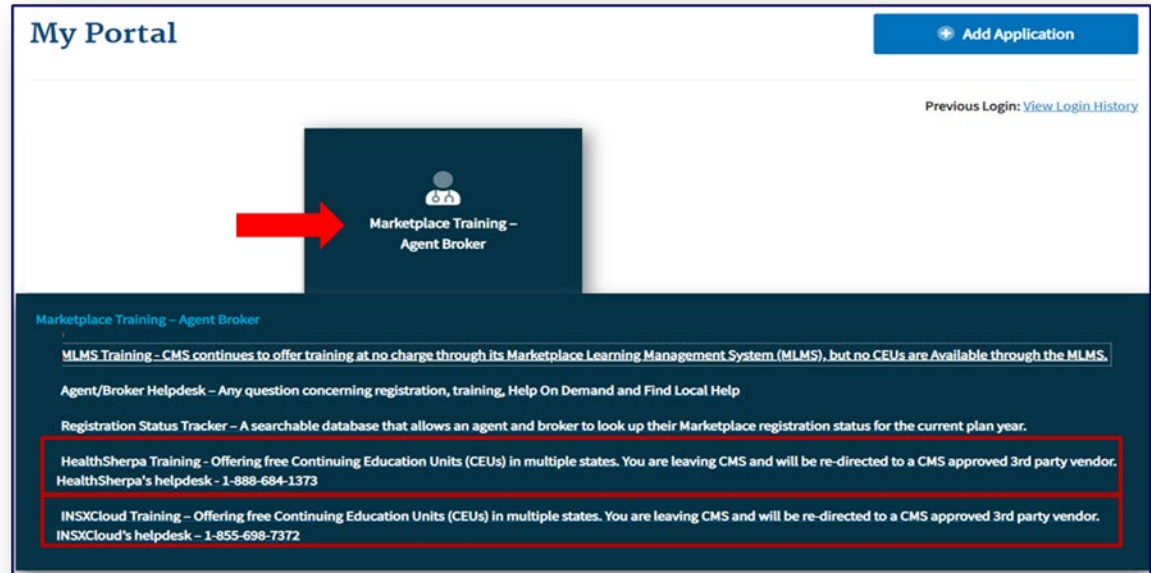 My Portal
Add Application
Previous Login: View Login History
Marketplace Training –
Agent Broker
Marketplace Training – Agent Broker
MLMS Training - CMS continues to offer training at no charge through its Marketplace Learning Management System (MLMS), but no CEUs are Available through the MLMS.
Agent/Broker Helpdesk – Any question concerning registration, training, Help On Demand and Find Local Help
Registration Status Tracker – A searchable database that allows an agent and broker to look up their Marketplace registration status for the current plan year.
HealthSherpa Training - Offering free Continuing Education Units (CEUs) in multiple states. You are leaving CMS and will be re-directed to a CMS approved 3rd party vendor.
HealthSherpa's helpdesk - 1-888-684-1373
INSXCloud Training – Offering free Continuing Education Units (CEUs) in multiple states. You are leaving CMS and will be re-directed to a CMS approved 3rd party vendor.
INSXCloud's helpdesk – 1-855-698-7372